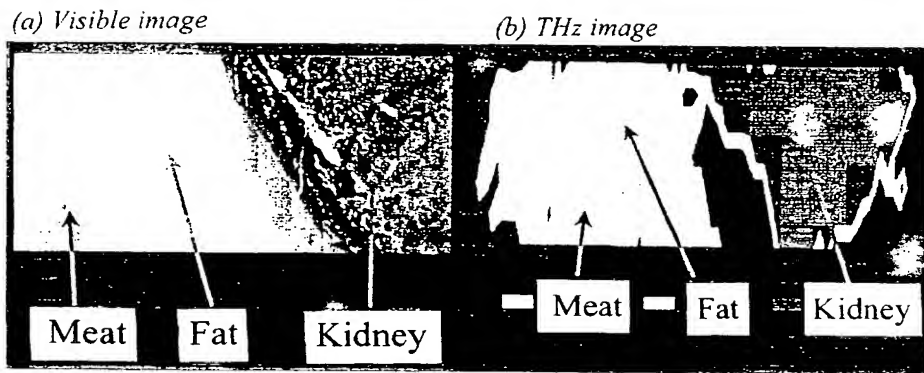 (a) Visible image
(b) THz image
Meat
Fat
Kidney
Meat
Fat
Kidney